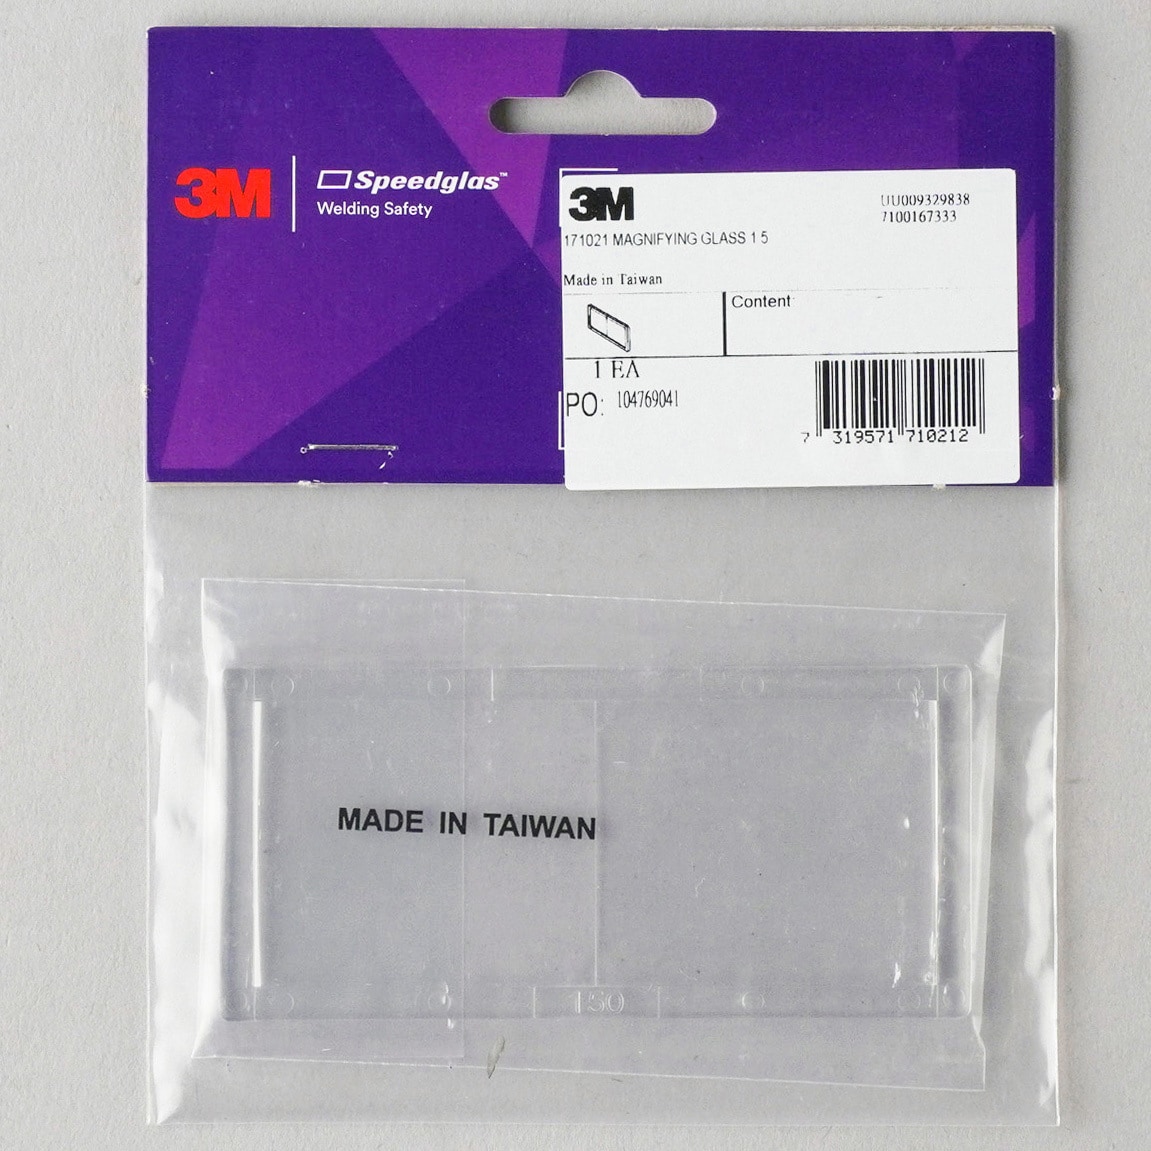 3M
Speedglas™
Welding Safety
3M
UU009329838
7100167333
171021 MAGNIFYING GLASS 1 5
Made in Taiwan
Content
1 EA
PO: 104769041
7 319571 710212
MADE IN TAIWAN
150